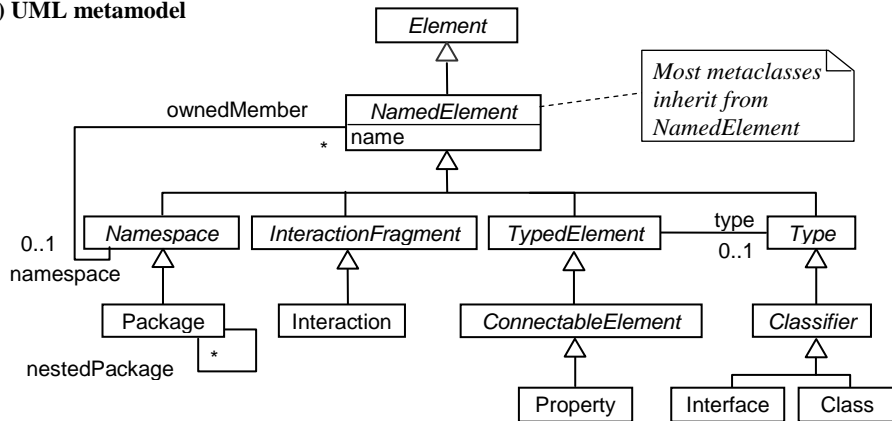 ) UML metamodel
Element
Most metaclasses
inherit from
NamedElement
ownedMember
NamedElement
*
name
Namespace
InteractionFragment
TypedElement
type
Type
0..1
0..1
namespace
Package
Interaction
ConnectableElement
Classifier
*
nestedPackage
Property
Interface
Class